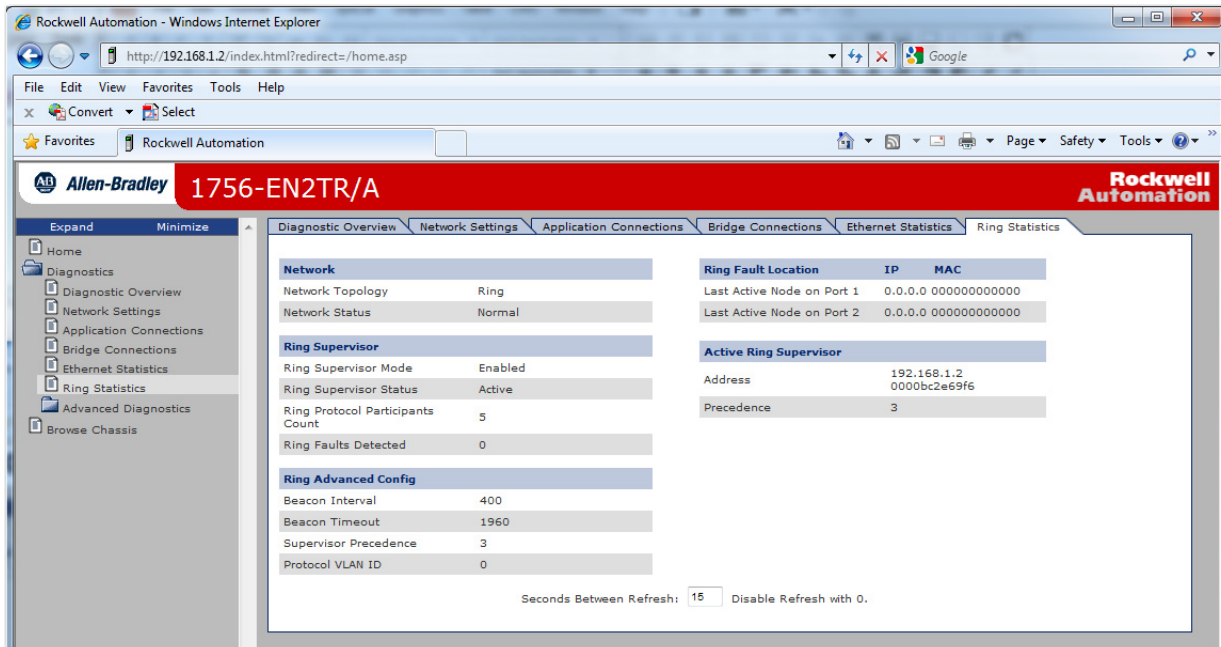 Rockwell Automation - Windows Internet Explorer
http://192.168.1.2/index.html?redirect=/home.asp
Google
File Edit View Favorites Tools Help
x Convert Select
Favorites Rockwell Automation
Page Safety Tools
AB Allen-Bradley 1756-EN2TR/A Rockwell Automation
Expand Minimize
Home
Diagnostics
Diagnostic Overview
Network Settings
Application Connections
Bridge Connections
Ethernet Statistics
Ring Statistics
Advanced Diagnostics
Browse Chassis
Diagnostic Overview Network Settings Application Connections Bridge Connections Ethernet Statistics Ring Statistics
Network
Network Topology Ring
Network Status Normal
Ring Supervisor
Ring Supervisor Mode Enabled
Ring Supervisor Status Active
Ring Protocol Participants Count 5
Ring Faults Detected 0
Ring Advanced Config
Beacon Interval 400
Beacon Timeout 1960
Supervisor Precedence 3
Protocol VLAN ID 0
Ring Fault Location IP MAC
Last Active Node on Port 1 0.0.0.0 000000000000
Last Active Node on Port 2 0.0.0.0 000000000000
Active Ring Supervisor
Address 192.168.1.2
0000bc2e69f6
Precedence 3
Seconds Between Refresh: 15 Disable Refresh with 0.